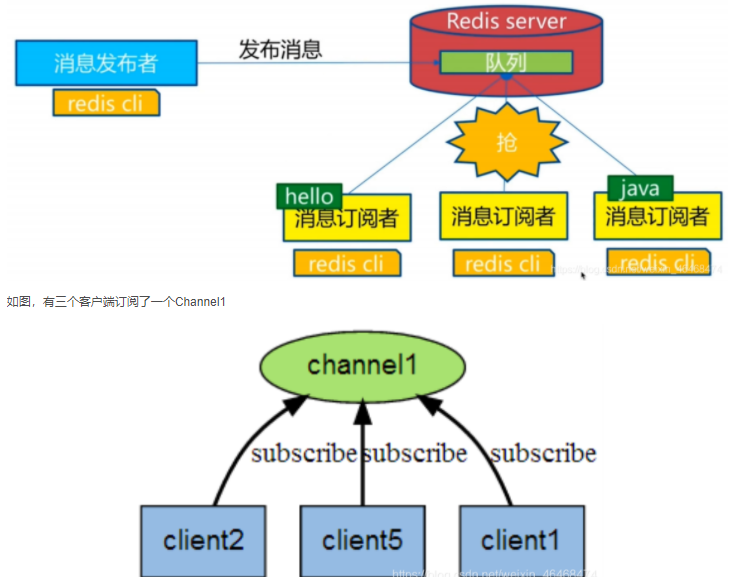 Redis server
消息发布者
发布消息
队列
redis cli
抢
hello
java
消息订阅者
消息订阅者
消息订阅者
redis cli
redis cli
redis cli
如图，有三个客户端订阅了一个Channel1
channel1
subscribe
subscribe
subscribe
client2
client5
client1
https://blog.csdn.net/weixin_46468474